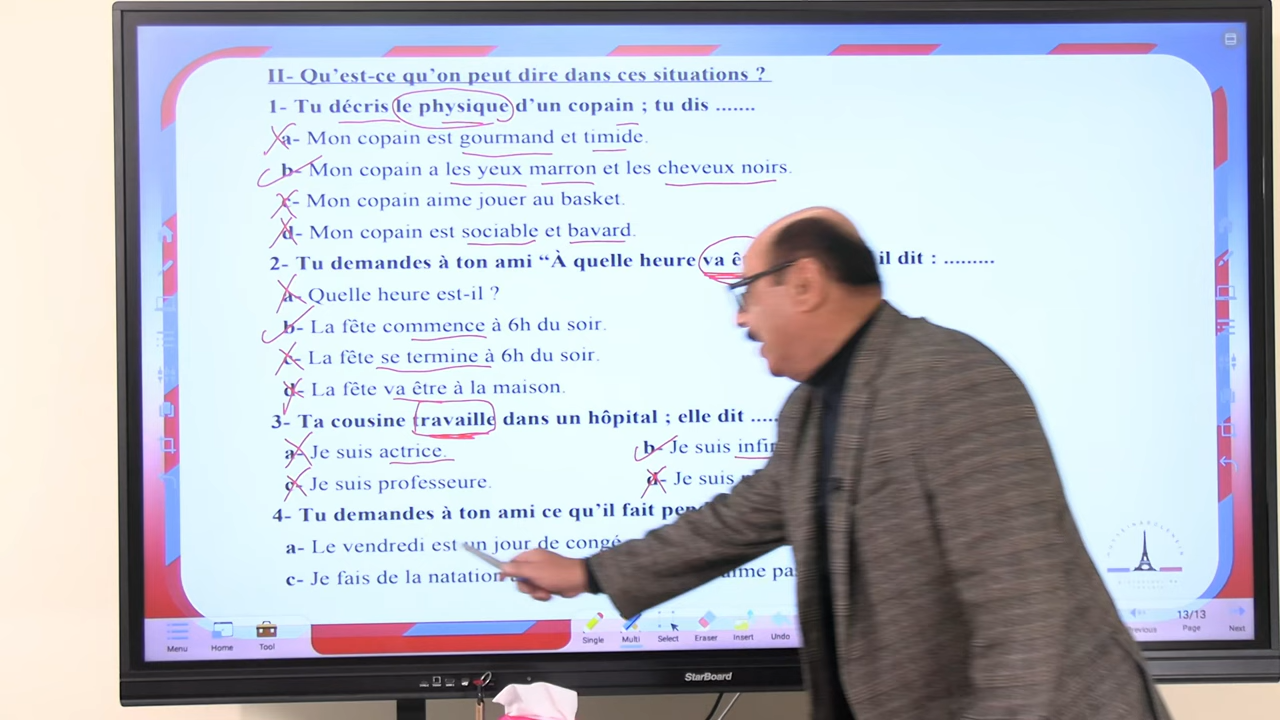 II- Qu'est-ce qu'on peut dire dans ces situations ?
1- Tu décris le physique d'un copain ; tu dis .......
a- Mon copain est gourmand et timide.
b- Mon copain a les yeux marron et les cheveux noirs.
c- Mon copain aime jouer au basket.
d- Mon copain est sociable et bavard.
2- Tu demandes à ton ami “À quelle heure va il dit : .........
a- Quelle heure est-il ?
b- La fête commence à 6h du soir.
c- La fête se termine à 6h du soir.
d- La fête va être à la maison.
3- Ta cousine travaille dans un hôpital ; elle dit .....
a- Je suis actrice. b- Je suis
c- Je suis professeure. d- Je suis
4- Tu demandes à ton ami ce qu'il fait
a- Le vendredi est un jour de congé
c- Je fais de la natation
Menu Home Tool Single Multi Select Eraser Insert Undo 13/13 Page Next
StarBoard